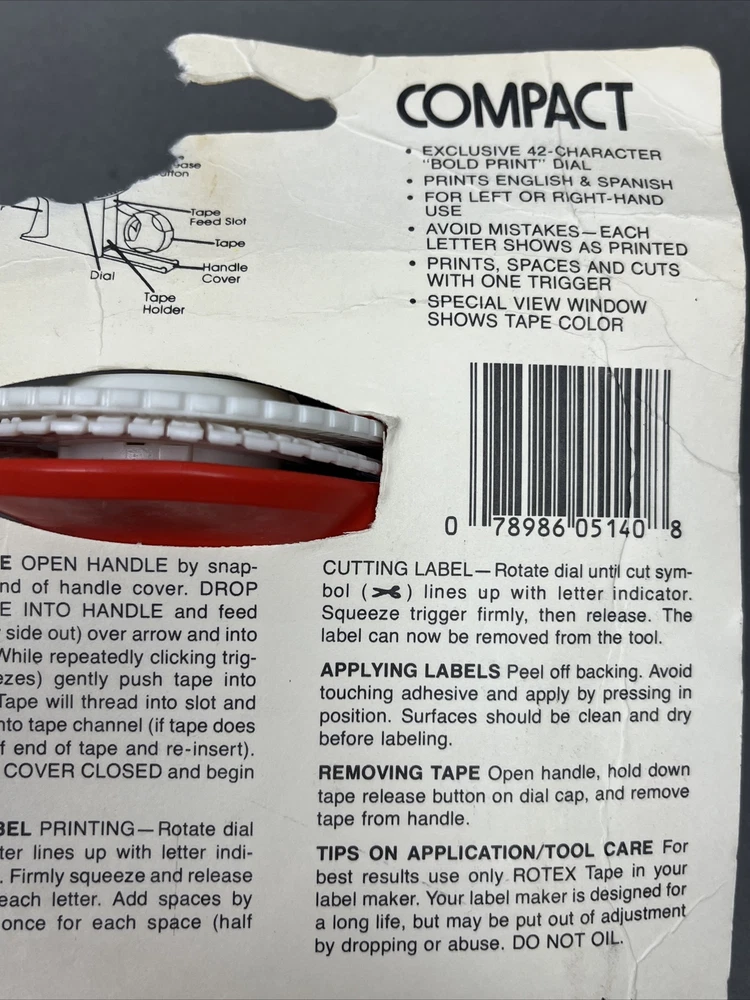 COMPACT
• EXCLUSIVE 42-CHARACTER
"BOLD PRINT" DIAL
• PRINTS ENGLISH & SPANISH
• FOR LEFT OR RIGHT-HAND
USE
• AVOID MISTAKES—EACH
LETTER SHOWS AS PRINTED
• PRINTS, SPACES AND CUTS
WITH ONE TRIGGER
• SPECIAL VIEW WINDOW
SHOWS TAPE COLOR
Tape
Feed Slot
Tape
Handle
Cover
Dial
Tape
Holder
0 78986 05140 8
E OPEN HANDLE by snap-
nd of handle cover. DROP
E INTO HANDLE and feed
side out) over arrow and into
While repeatedly clicking trig-
ezes) gently push tape into
Tape will thread into slot and
nto tape channel (if tape does
f end of tape and re-insert).
COVER CLOSED and begin
BEL PRINTING—Rotate dial
ter lines up with letter indi-
. Firmly squeeze and release
each letter. Add spaces by
once for each space (half
CUTTING LABEL—Rotate dial until cut sym-
bol (✂) lines up with letter indicator.
Squeeze trigger firmly, then release. The
label can now be removed from the tool.
APPLYING LABELS Peel off backing. Avoid
touching adhesive and apply by pressing in
position. Surfaces should be clean and dry
before labeling.
REMOVING TAPE Open handle, hold down
tape release button on dial cap, and remove
tape from handle.
TIPS ON APPLICATION/TOOL CARE For
best results use only ROTEX Tape in your
label maker. Your label maker is designed for
a long life, but may be put out of adjustment
by dropping or abuse. DO NOT OIL.